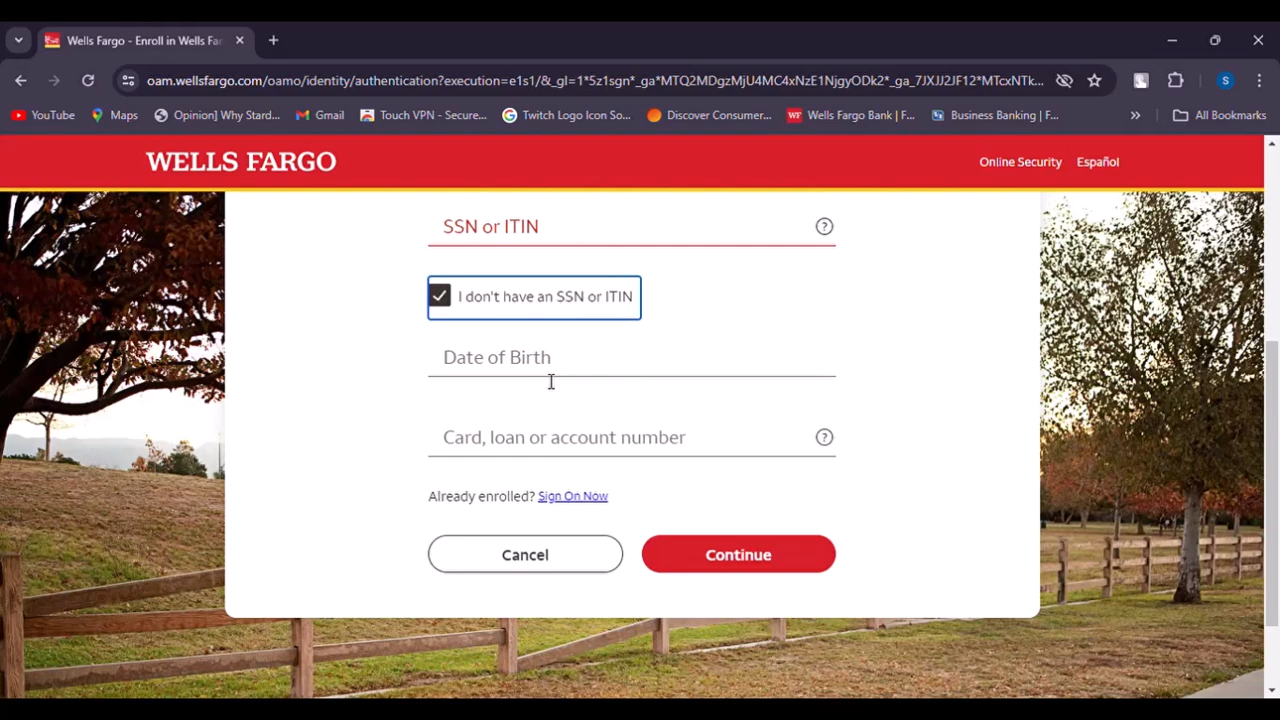 Wells Fargo - Enroll in Wells Fa
oam.wellsfargo.com/oamo/identity/authentication?execution=e1s1/&_gl=1*5z1sgn*_ga*MTQ2MDgzMjU4MC4xNzE1NjgyODk2*_ga_7JXJJ2JF12*MTcxNTk...
S
YouTube
Maps
Opinion] Why Stard...
Gmail
Touch VPN - Secure...
Twitch Logo Icon So...
Discover Consumer...
WF Wells Fargo Bank | F...
Business Banking | F...
All Bookmarks
WELLS FARGO
Online Security
Español
SSN or ITIN
?
I don't have an SSN or ITIN
Date of Birth
Card, loan or account number
?
Already enrolled? Sign On Now
Cancel
Continue